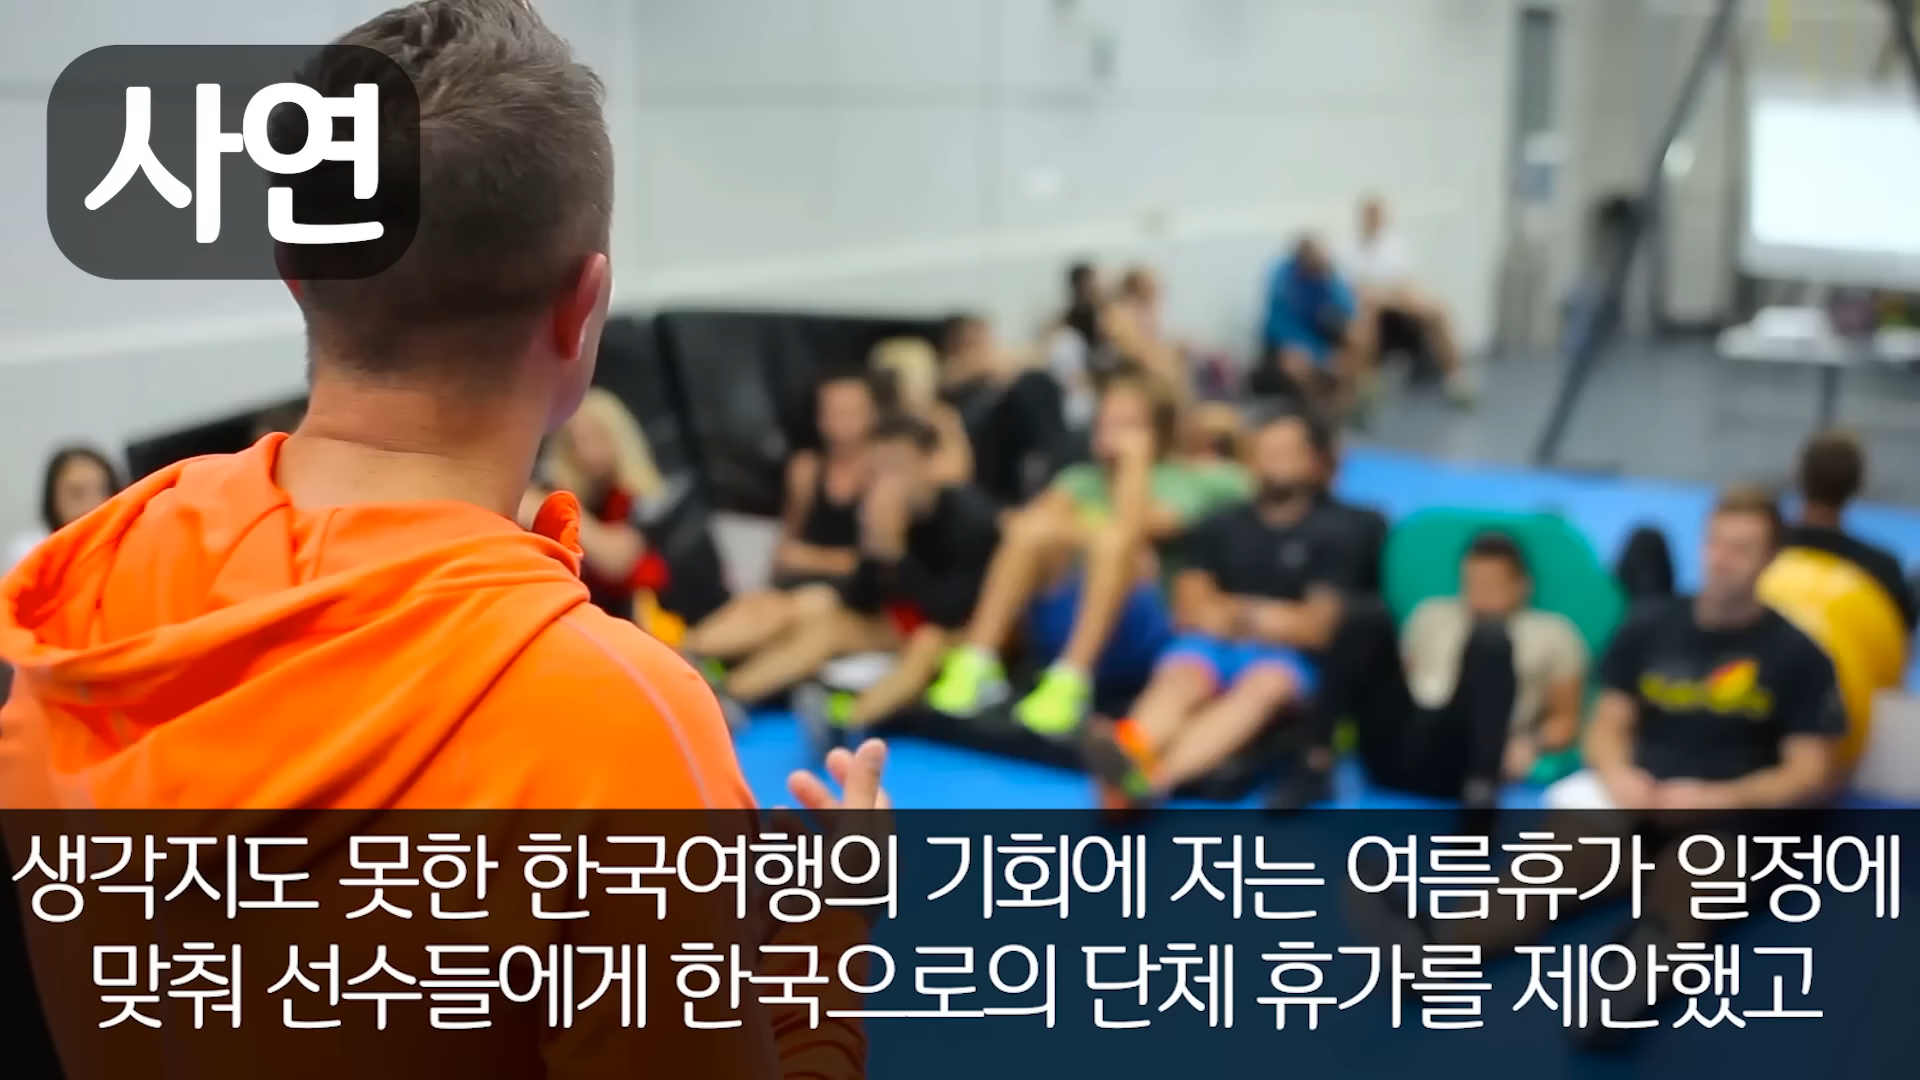 사연
생각지도 못한 한국여행의 기회에 저는 여름휴가 일정에
맞춰 선수들에게 한국으로의 단체 휴가를 제안했고